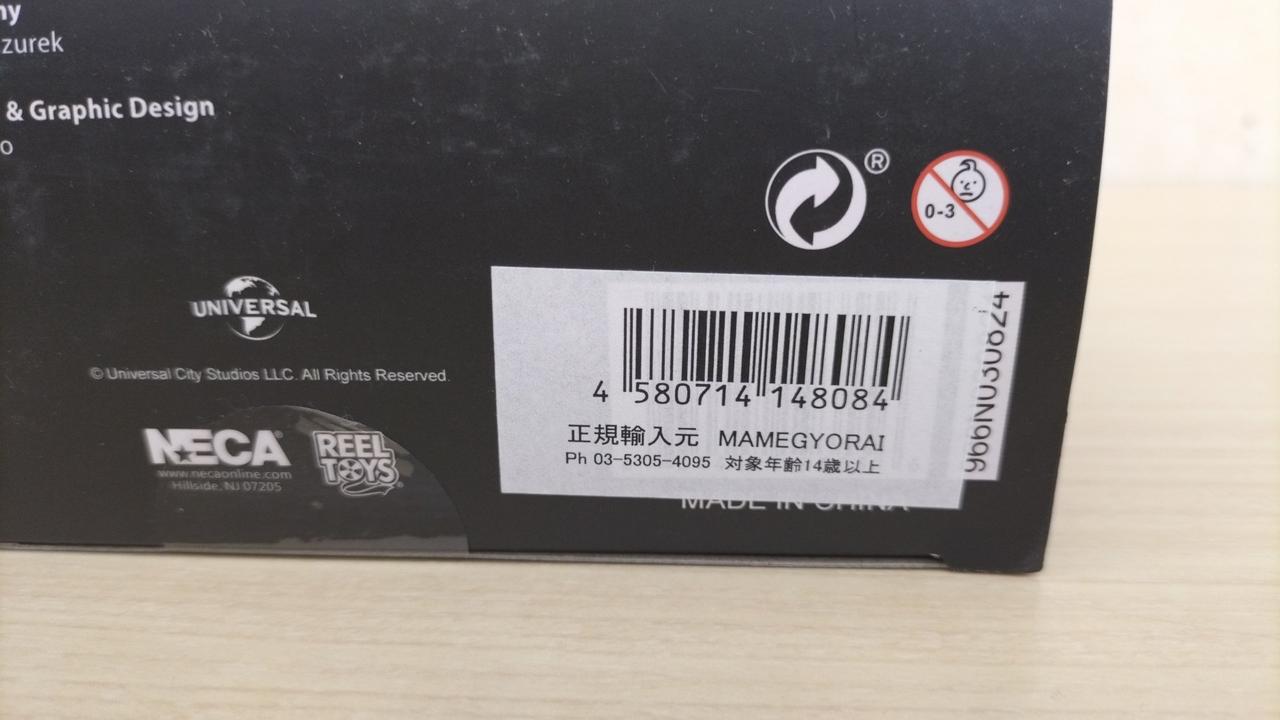 & Graphic Design
®
0-3
UNIVERSAL
© Universal City Studios LLC. All Rights Reserved.
NECA
www.necaonline.com
Hillside, NJ 07205
REEL
TOYS
4 580714 148084
正規輸入元 MAMEGYORAI
Ph 03-5305-4095 対象年齢14歳以上
MADE IN CHINA
966N030624